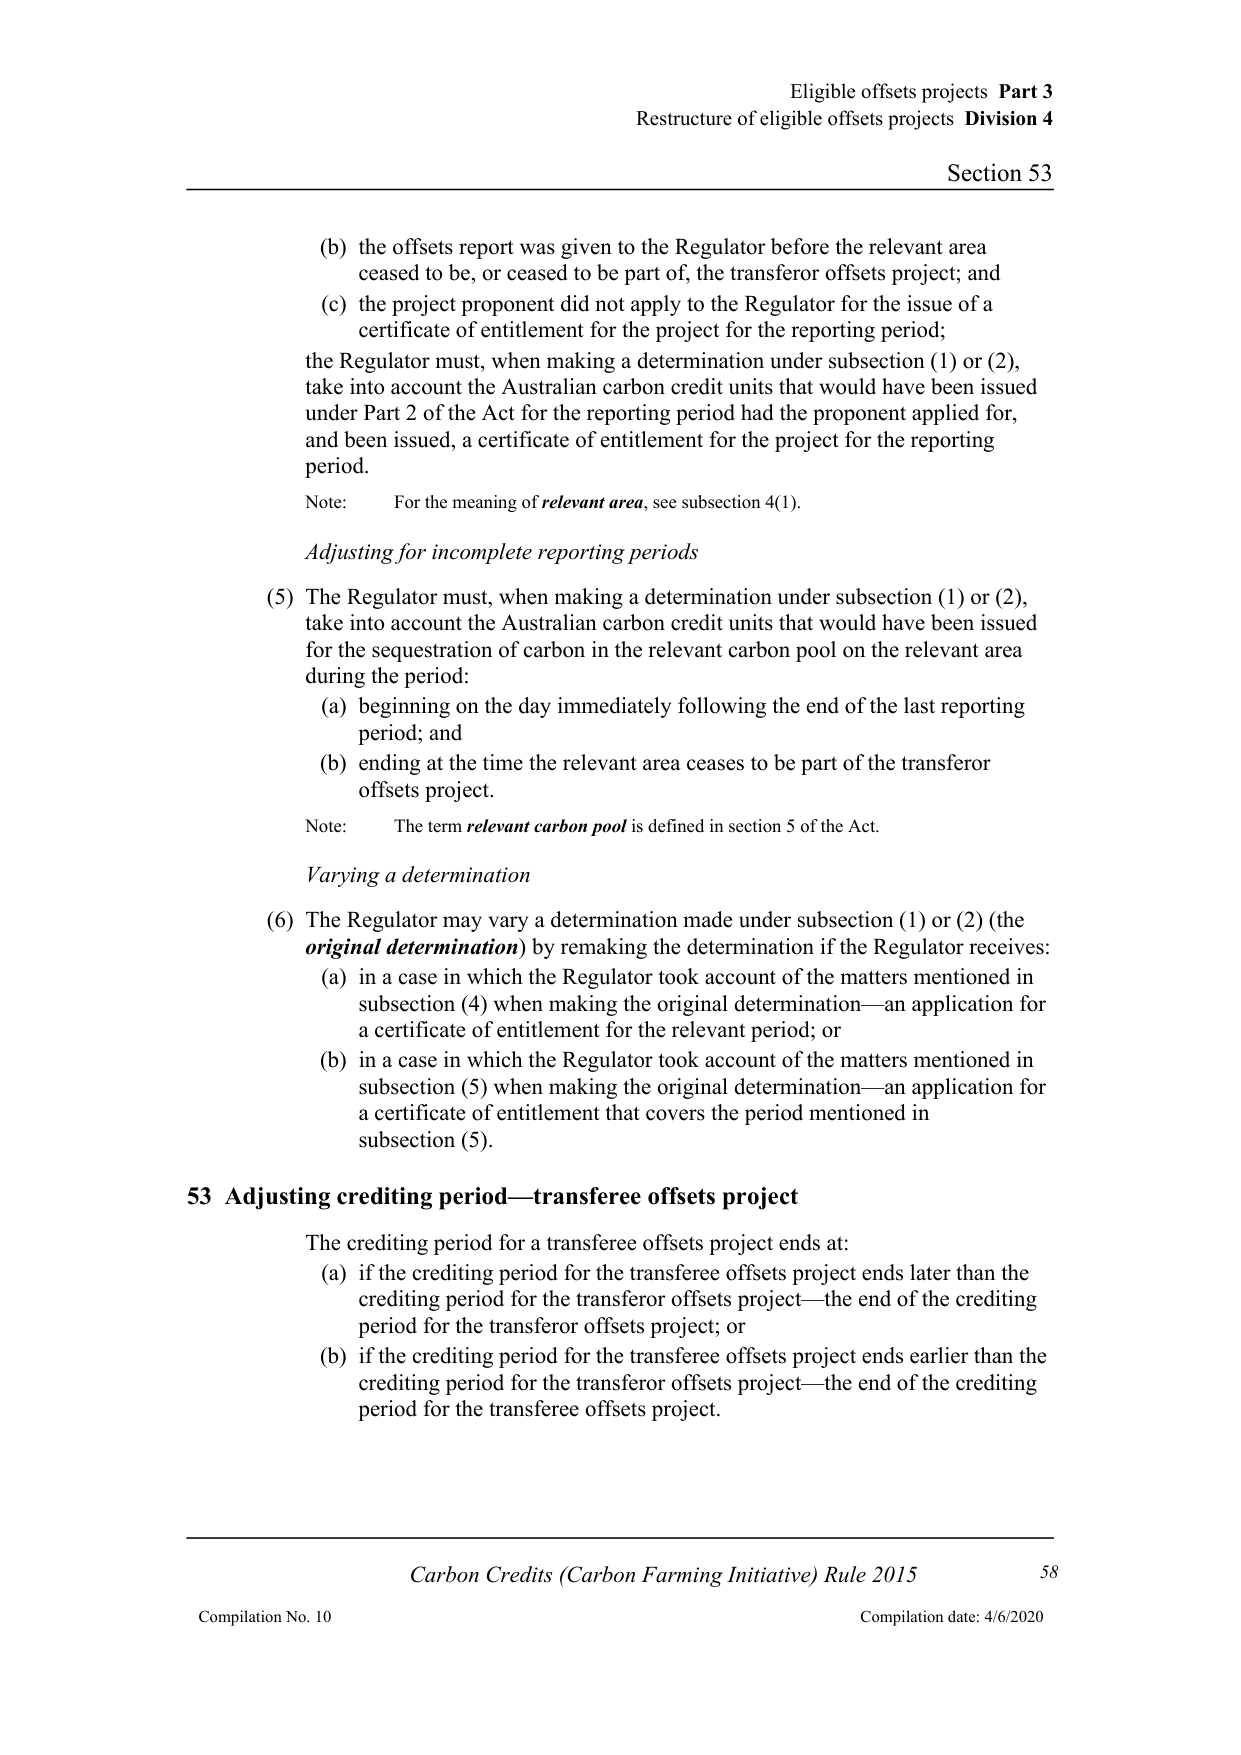 Eligible offsets projects Part 3
Restructure of eligible offsets projects Division 4
Section 53
(b) the offsets report was given to the Regulator before the relevant area
ceased to be, or ceased to be part of, the transferor offsets project; and
(c) the project proponent did not apply to the Regulator for the issue of a
certificate of entitlement for the project for the reporting period;
the Regulator must, when making a determination under subsection (1) or (2),
take into account the Australian carbon credit units that would have been issued
under Part 2 of the Act for the reporting period had the proponent applied for,
and been issued, a certificate of entitlement for the project for the reporting
period.
Note: For the meaning of relevant area, see subsection 4(1).
Adjusting for incomplete reporting periods
(5) The Regulator must, when making a determination under subsection (1) or (2),
take into account the Australian carbon credit units that would have been issued
for the sequestration of carbon in the relevant carbon pool on the relevant area
during the period:
(a) beginning on the day immediately following the end of the last reporting
period; and
(b) ending at the time the relevant area ceases to be part of the transferor
offsets project.
Note: The term relevant carbon pool is defined in section 5 of the Act.
Varying a determination
(6) The Regulator may vary a determination made under subsection (1) or (2) (the
original determination) by remaking the determination if the Regulator receives:
(a) in a case in which the Regulator took account of the matters mentioned in
subsection (4) when making the original determination—an application for
a certificate of entitlement for the relevant period; or
(b) in a case in which the Regulator took account of the matters mentioned in
subsection (5) when making the original determination—an application for
a certificate of entitlement that covers the period mentioned in
subsection (5).
53 Adjusting crediting period—transferee offsets project
The crediting period for a transferee offsets project ends at:
(a) if the crediting period for the transferee offsets project ends later than the
crediting period for the transferor offsets project—the end of the crediting
period for the transferor offsets project; or
(b) if the crediting period for the transferee offsets project ends earlier than the
crediting period for the transferor offsets project—the end of the crediting
period for the transferee offsets project.
Carbon Credits (Carbon Farming Initiative) Rule 2015 58
Compilation No. 10 Compilation date: 4/6/2020